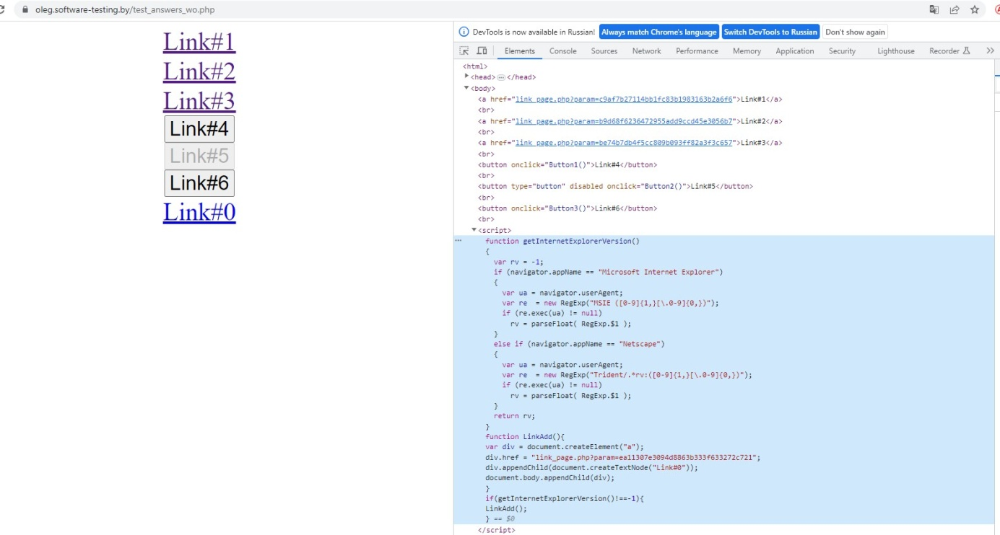 oleg.software-testing.by/test_answers_wo.php
Link#1
Link#2
Link#3
Link#4
Link#5
Link#6
Link#0
DevTools is now available in Russian! Always match Chrome's language Switch DevTools to Russian Don't show again
Elements Console Sources Network Performance Memory Application Security Lighthouse Recorder
<html>
<head> </head>
<body>
<a href="link_page.php?param=c9af7b27114bb1fc83b1983163b2a6f6">Link#1</a>
<br>
<a href="link_page.php?param=b9d68f6236472955add9ccd45e3056b7">Link#2</a>
<br>
<a href="link_page.php?param=be74b7db4f5cc809b093ff82a3f3c657">Link#3</a>
<br>
<button onclick="Button1()">Link#4</button>
<br>
<button type="button" disabled onclick="Button2()">Link#5</button>
<br>
<button onclick="Button3()">Link#6</button>
<br>
<script>
function getInternetExplorerVersion()
{
var rv = -1;
if (navigator.appName == "Microsoft Internet Explorer")
{
var ua = navigator.userAgent;
var re  = new RegExp("MSIE ([0-9]{1,}[\.0-9]{0,})");
if (re.exec(ua) != null)
rv = parseFloat( RegExp.$1 );
}
else if (navigator.appName == "Netscape")
{
var ua = navigator.userAgent;
var re  = new RegExp("Trident/.*rv:([0-9]{1,}[\.0-9]{0,})");
if (re.exec(ua) != null)
rv = parseFloat( RegExp.$1 );
}
return rv;
}
function LinkAdd(){
var div = document.createElement("a");
div.href = "link_page.php?param=ea11307e3094d8863b333f633272c721";
div.appendChild(document.createTextNode("Link#0"));
document.body.appendChild(div);
}
if(getInternetExplorerVersion()!==-1){
LinkAdd();
} == $0
</script>